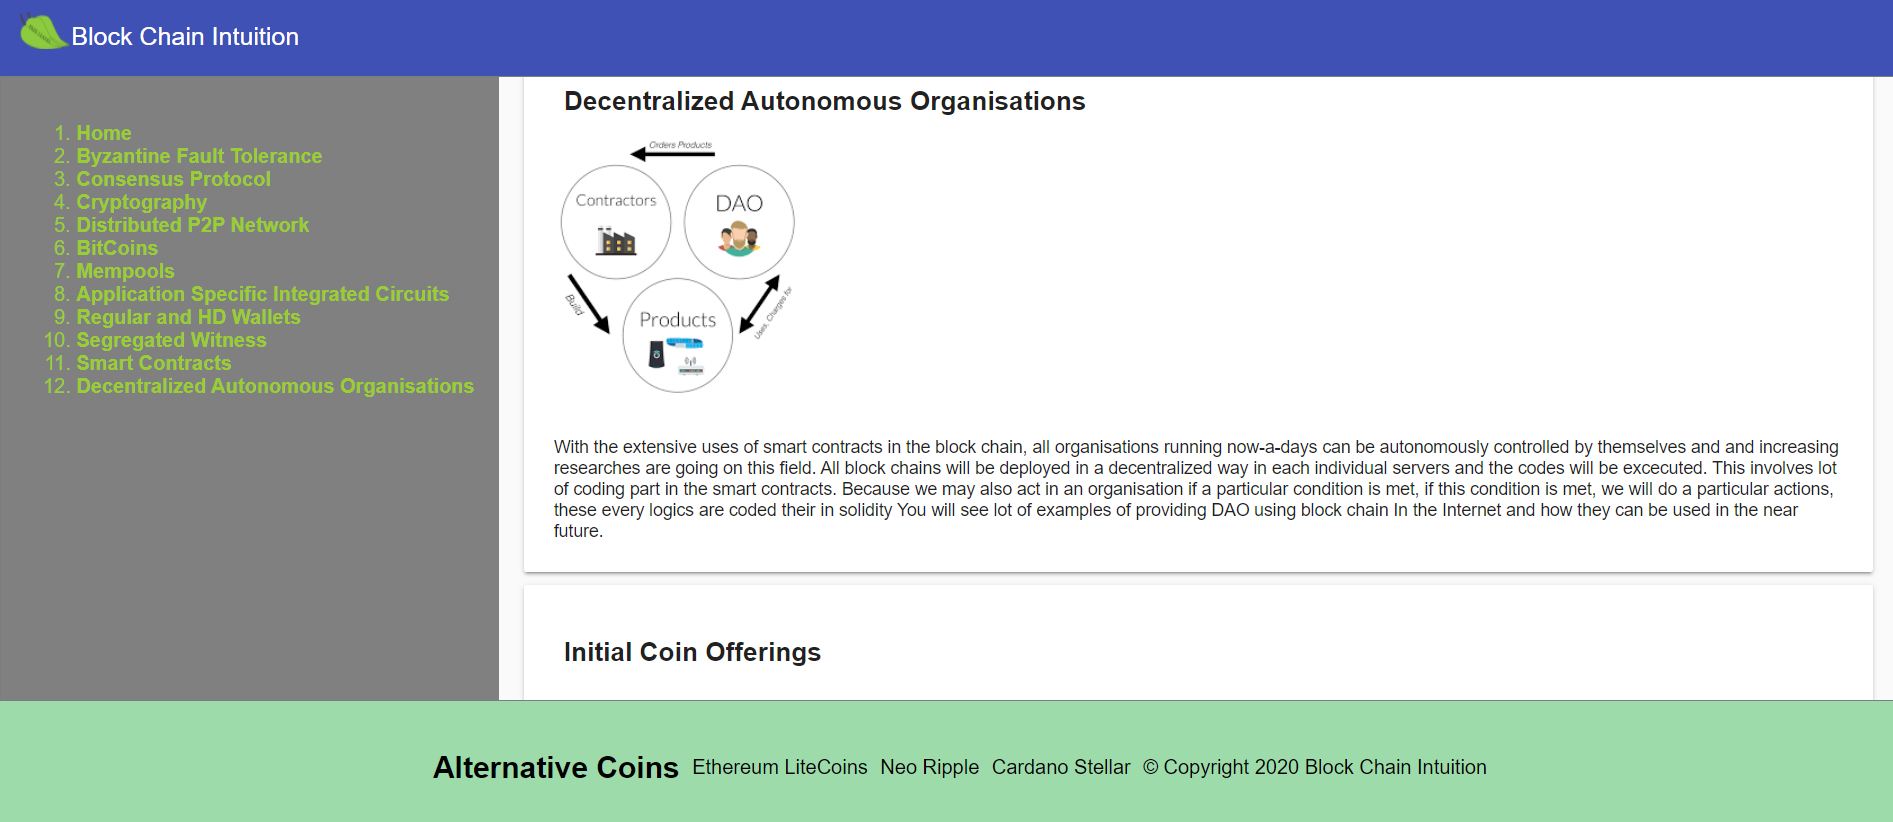 Block Chain Intuition
1. Home
2. Byzantine Fault Tolerance
3. Consensus Protocol
4. Cryptography
5. Distributed P2P Network
6. BitCoins
7. Mempools
8. Application Specific Integrated Circuits
9. Regular and HD Wallets
10. Segregated Witness
11. Smart Contracts
12. Decentralized Autonomous Organisations
Decentralized Autonomous Organisations
Orders Products
Contractors
DAO
Build
Uses, Charges for
Products
With the extensive uses of smart contracts in the block chain, all organisations running now-a-days can be autonomously controlled by themselves and and increasing
researches are going on this field. All block chains will be deployed in a decentralized way in each individual servers and the codes will be excecuted. This involves lot
of coding part in the smart contracts. Because we may also act in an organisation if a particular condition is met, if this condition is met, we will do a particular actions,
these every logics are coded their in solidity You will see lot of examples of providing DAO using block chain In the Internet and how they can be used in the near
future.
Initial Coin Offerings
Alternative Coins Ethereum LiteCoins Neo Ripple Cardano Stellar © Copyright 2020 Block Chain Intuition